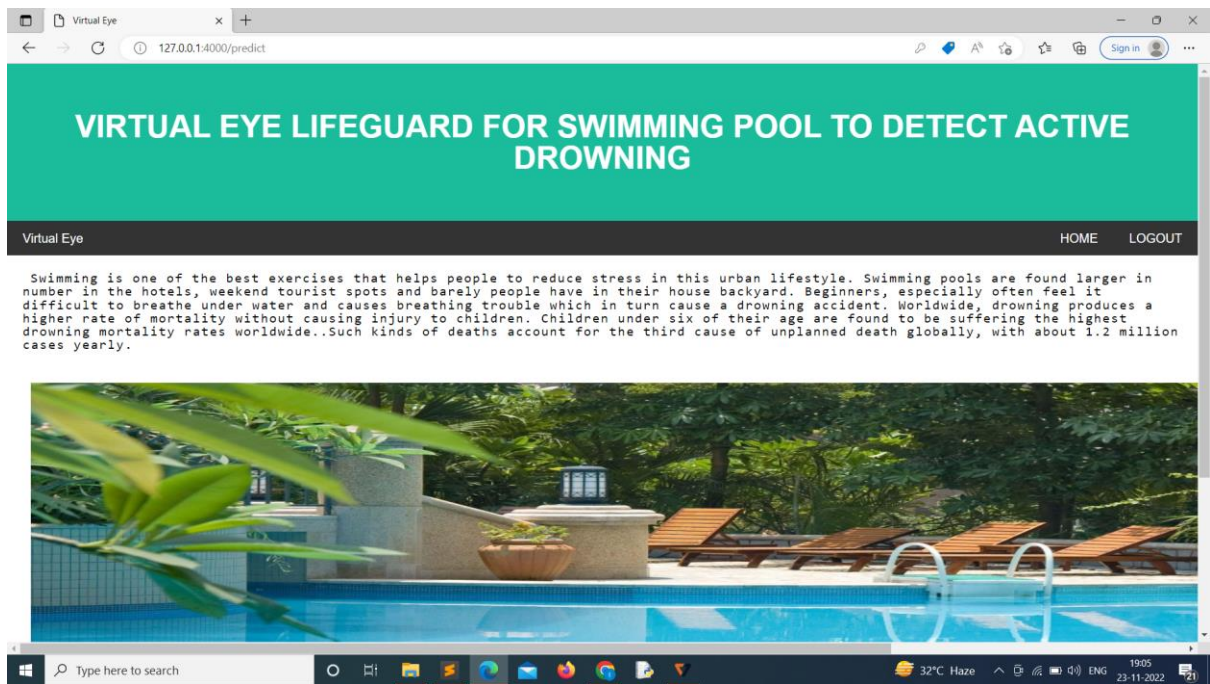 Virtual Eye
127.0.0.1:4000/predict
Sign in
VIRTUAL EYE LIFEGUARD FOR SWIMMING POOL TO DETECT ACTIVE
DROWNING
Virtual Eye
HOME
LOGOUT
Swimming is one of the best exercises that helps people to reduce stress in this urban lifestyle. Swimming pools are found larger in
number in the hotels, weekend tourist spots and barely people have in their house backyard. Beginners, especially often feel it
difficult to breathe under water and causes breathing trouble which in turn cause a drowning accident. Worldwide, drowning produces a
higher rate of mortality without causing injury to children. Children under six of their age are found to be suffering the highest
drowning mortality rates worldwide..Such kinds of deaths account for the third cause of unplanned death globally, with about 1.2 million
cases yearly.
Type here to search
32°C Haze
ENG
19:05
23-11-2022
21